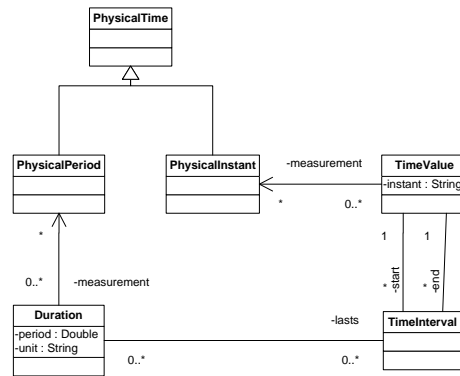 PhysicalTime
PhysicalPeriod
PhysicalInstant
-measurement
TimeValue
-instant : String
*
0..*
*
1
1
-start
-end
0..*
-measurement
*
*
Duration
-period : Double
-unit : String
-lasts
TimeInterval
0..*
0..*